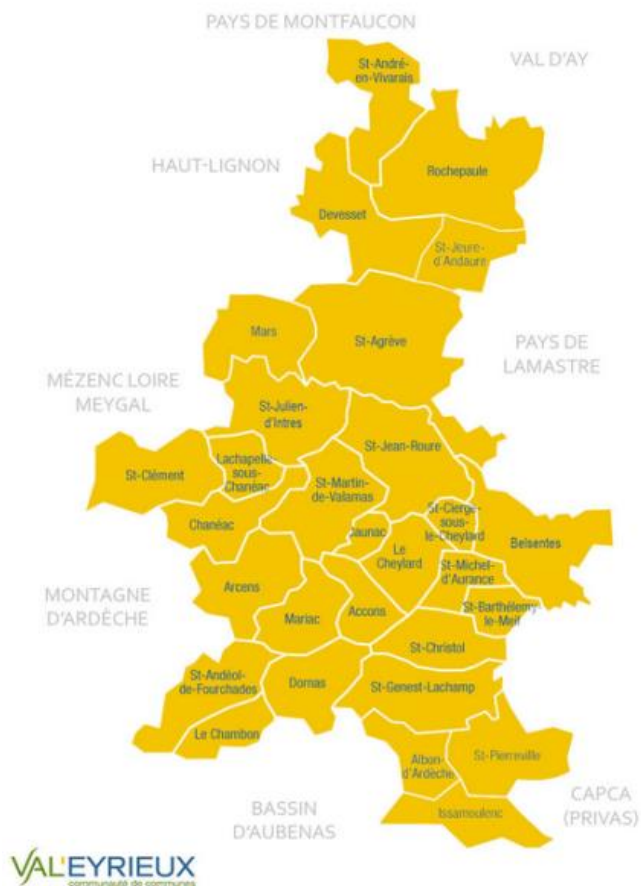 PAYS DE MONTFAUCON
St-André-
en-Vivarais
VAL D'AY
HAUT-LIGNON
Rochepaule
Devesset
St-Jeure-
d'Andaure
Mars
St-Agrève
PAYS DE
LAMASTRE
MÉZENC LOIRE
MEYGAL
St-Julien-
d'Intres
St-Jean-Roure
St-Clément
Lachapelle-
sous-
Chanéac
St-Martin-
de-Valamas
Chanéac
St-Cierge-
sous-
le-Cheylard
Jaunac
Le
Cheylard
Belsentes
St-Michel-
d'Aurance
Arcens
MONTAGNE
D'ARDÈCHE
St-Barthélemy-
le-Meil
Accons
Mariac
St-Christol
St-Andéol-
de-Fourchades
Dornas
St-Genest-Lachamp
Le Chambon
Albon-
d'Ardèche
St-Pierreville
CAPCA
(PRIVAS)
BASSIN
D'AUBENAS
Issamoulenc
VAL'EYRIEUX
communauté de communes